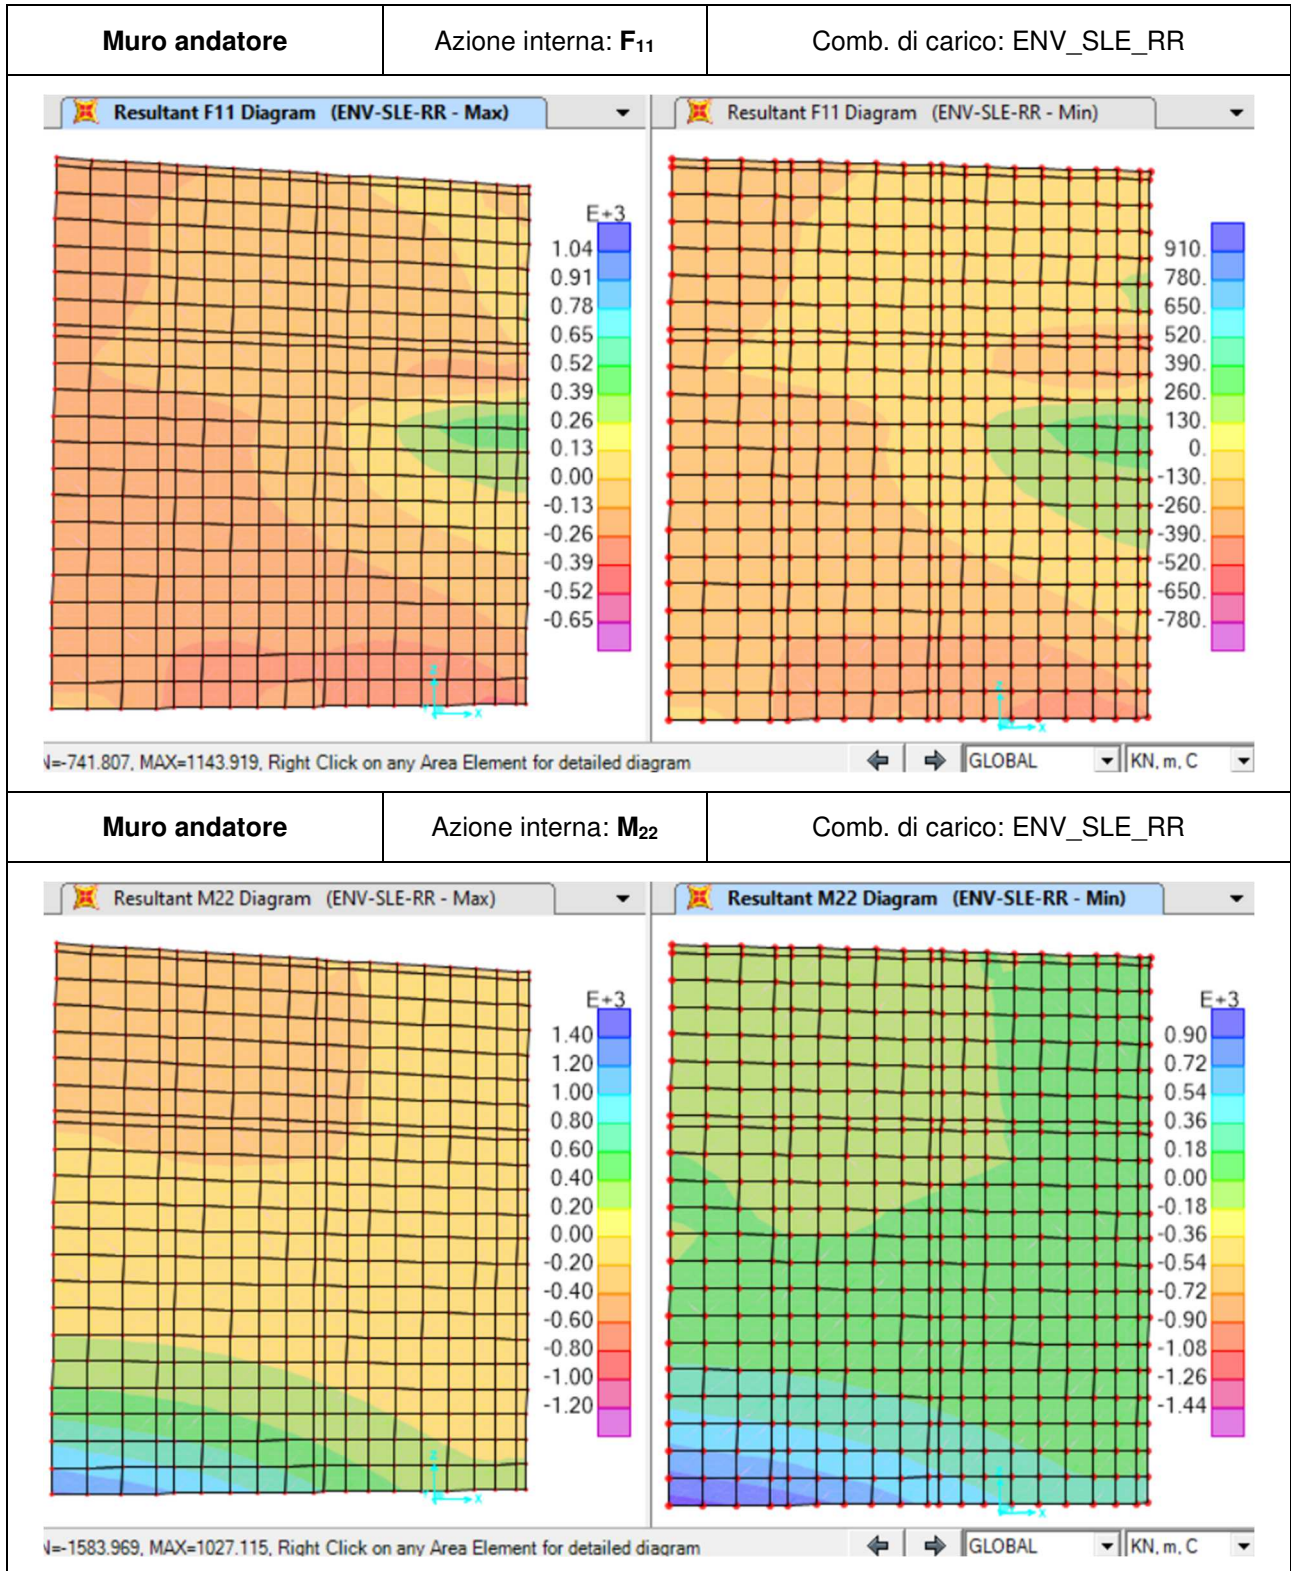 Muro andatore
Azione interna: F11
Comb. di carico: ENV_SLE_RR
Resultant F11 Diagram (ENV-SLE-RR - Max)
Resultant F11 Diagram (ENV-SLE-RR - Min)
E+3
1.04
0.91
0.78
0.65
0.52
0.39
0.26
0.13
0.00
-0.13
-0.26
-0.39
-0.52
-0.65
Z
X
910.
780.
650.
520.
390.
260.
130.
0.
-130.
-260.
-390.
-520.
-650.
-780.
Z
X
N=-741.807, MAX=1143.919, Right Click on any Area Element for detailed diagram
GLOBAL
KN, m, C
Muro andatore
Azione interna: M22
Comb. di carico: ENV_SLE_RR
Resultant M22 Diagram (ENV-SLE-RR - Max)
Resultant M22 Diagram (ENV-SLE-RR - Min)
E+3
1.40
1.20
1.00
0.80
0.60
0.40
0.20
0.00
-0.20
-0.40
-0.60
-0.80
-1.00
-1.20
Z
X
E+3
0.90
0.72
0.54
0.36
0.18
0.00
-0.18
-0.36
-0.54
-0.72
-0.90
-1.08
-1.26
-1.44
Z
X
N=-1583.969, MAX=1027.115, Right Click on any Area Element for detailed diagram
GLOBAL
KN, m, C